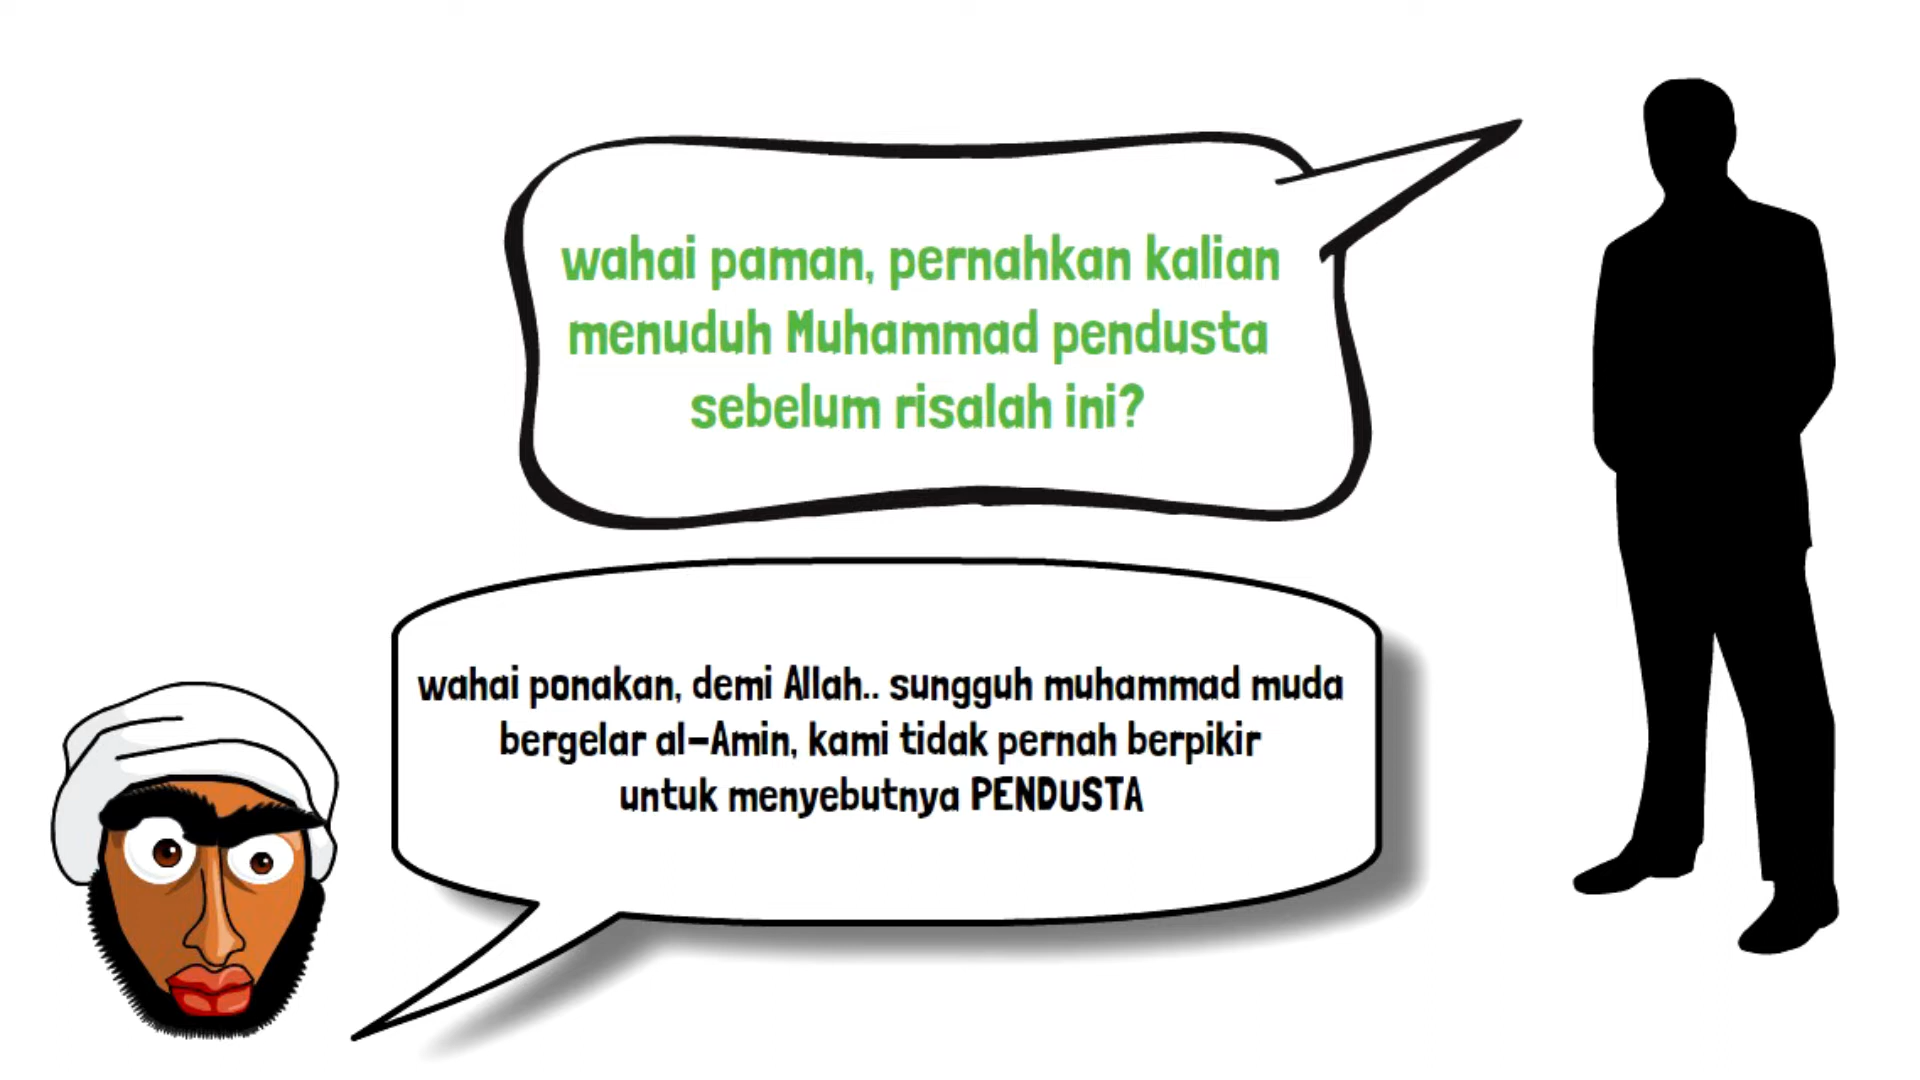 wahai paman, pernahkan kalian
menuduh Muhammad pendusta
sebelum risalah ini?
wahai ponakan, demi Allah.. sungguh muhammad muda
bergelar al-Amin, kami tidak pernah berpikir
untuk menyebutnya PENDUSTA